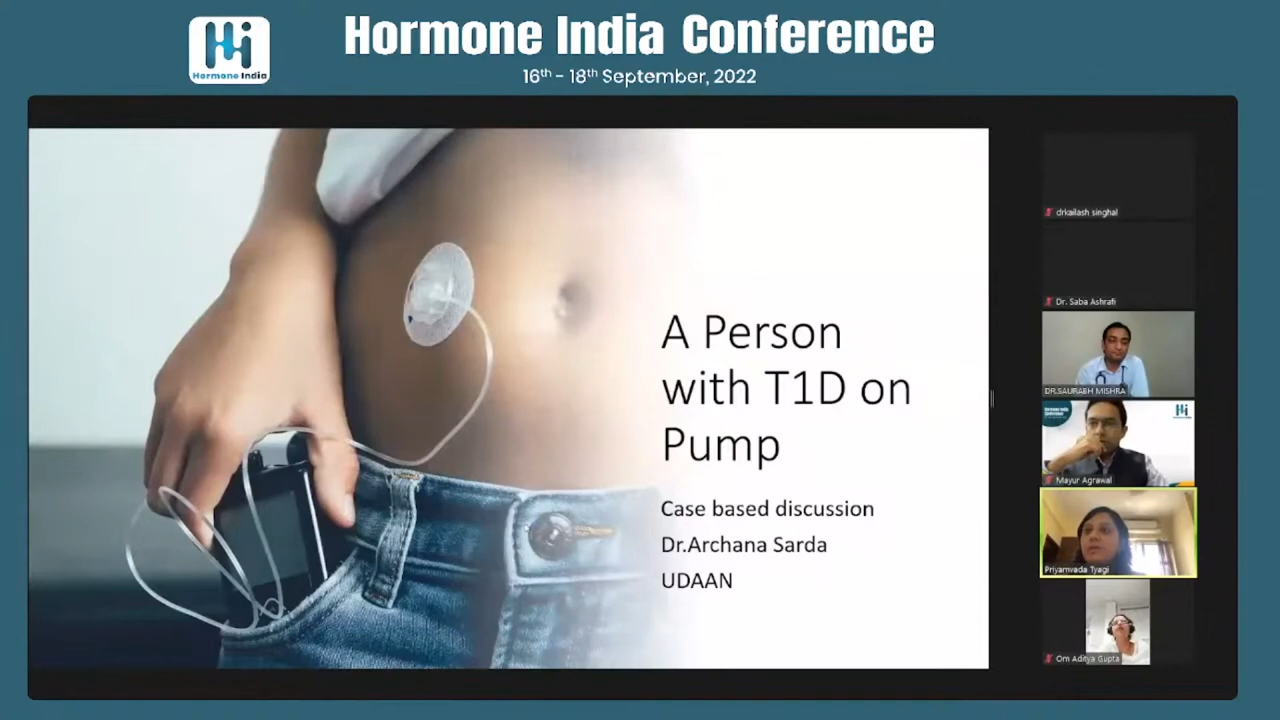 Hi
Hormone India
Hormone India Conference
16th - 18th September, 2022
A Person
with T1D on
Pump
Case based discussion
Dr.Archana Sarda
UDAAN
drkailash singhal
Dr. Saba Ashrafi
DR.SAURABH MISHRA
Mayur Agrawal
Priyamvada Tyagi
Om Aditya Gupta